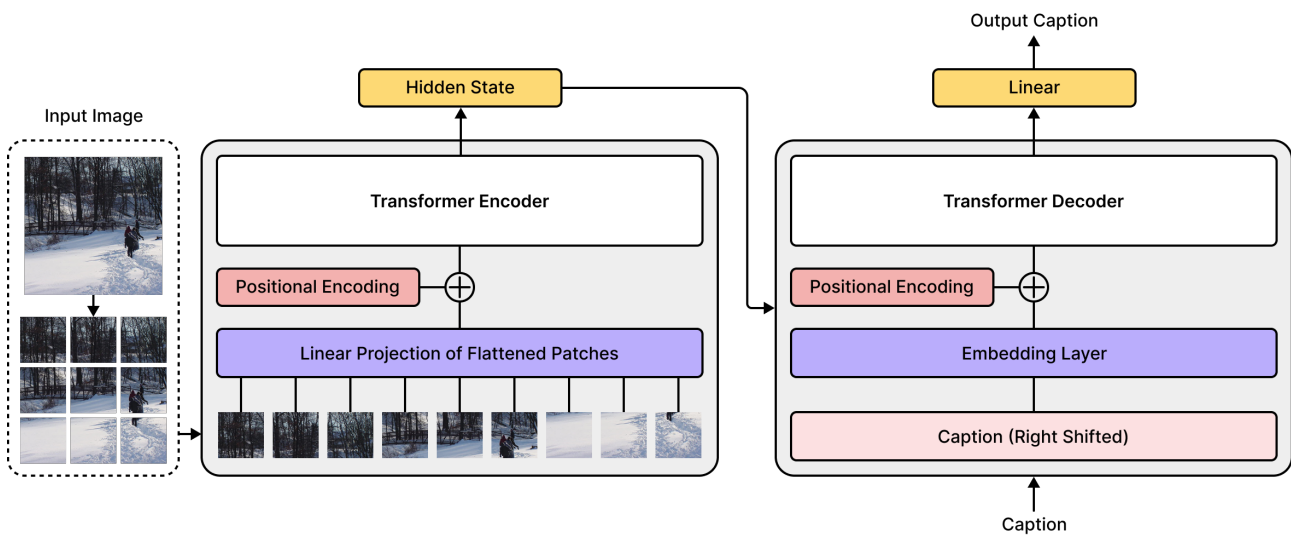 Input Image
Hidden State
Transformer Encoder
Positional Encoding
Linear Projection of Flattened Patches
Output Caption
Linear
Transformer Decoder
Positional Encoding
Embedding Layer
Caption (Right Shifted)
Caption